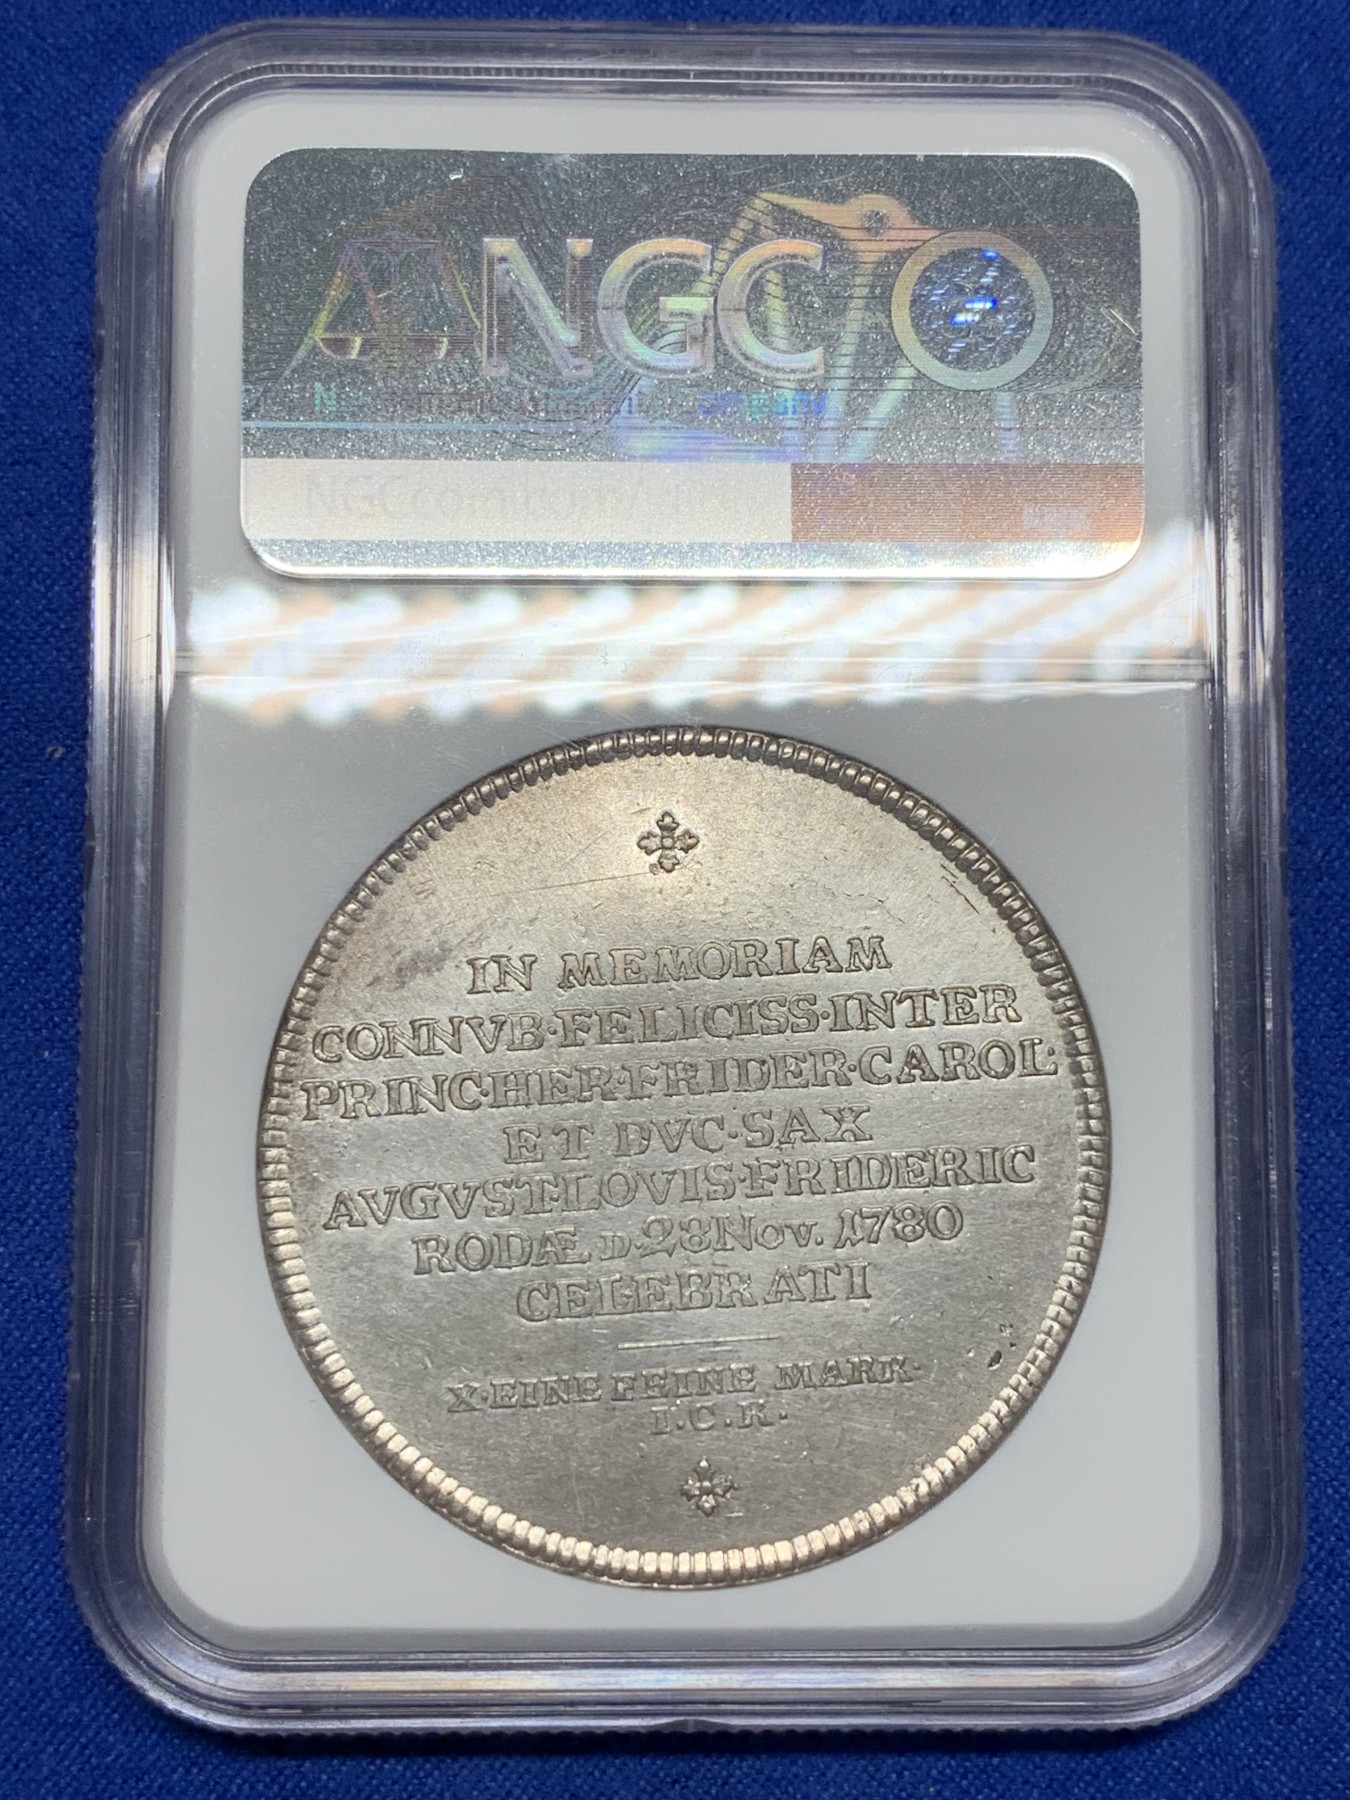 NGC
IN MEMORIAM
CONNVB·FELICISS·INTER
PRINC·HER·FRIDER·CAROL·
ET DVC·SAX
AVGVST·LOVIS·FRIDERIC
RODÆ D·28 NOV. 1780
CELEBRATI
X·EINE FEINE MARK·
I.C.K.